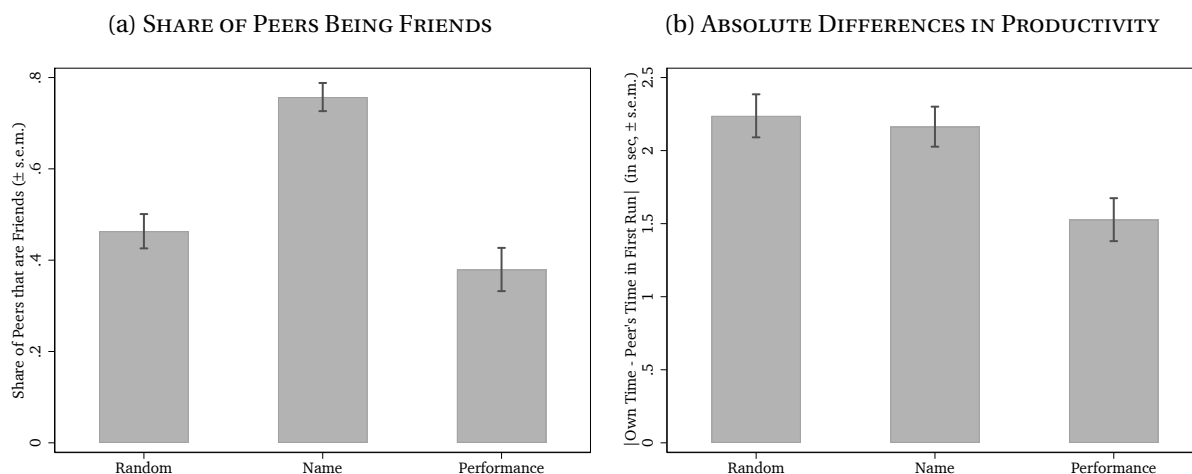 (a) SHARE OF PEERS BEING FRIENDS
Share of Peers that are Friends (± s.e.m.)
.8
.6
.4
.2
0
Random Name Performance
(b) ABSOLUTE DIFFERENCES IN PRODUCTIVITY
|Own Time - Peer's Time in First Run| (in sec, ± s.e.m.)
2.5
2
1.5
1
.5
0
Random Name Performance